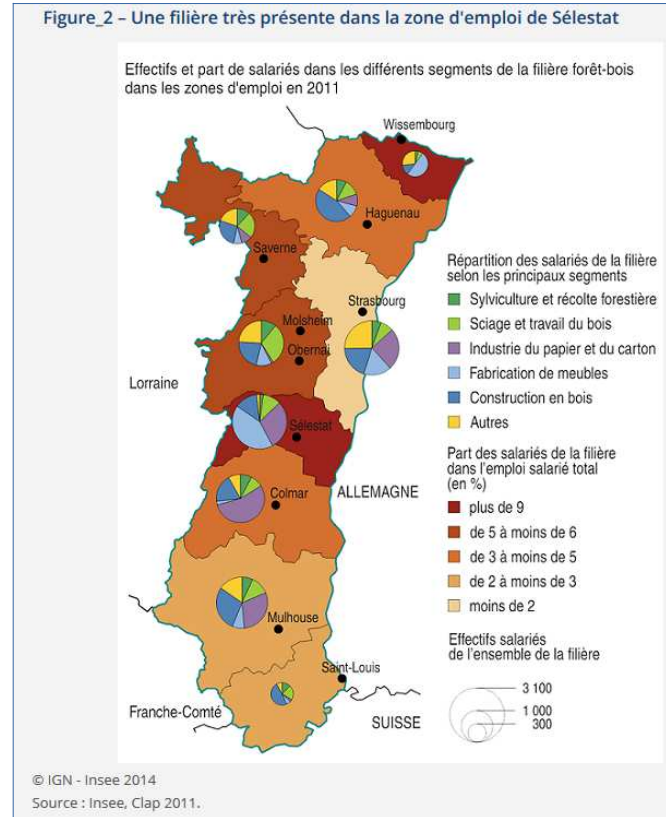 Figure_2 – Une filière très présente dans la zone d'emploi de Sélestat
Effectifs et part de salariés dans les différents segments de la filière forêt-bois
dans les zones d'emploi en 2011
Wissembourg
Haguenau
Saverne
Strasbourg
Molsheim
Obernai
Lorraine
Sélestat
ALLEMAGNE
Colmar
Mulhouse
Saint-Louis
Franche-Comté
SUISSE
Répartition des salariés de la filière
selon les principaux segments
Sylviculture et récolte forestière
Sciage et travail du bois
Industrie du papier et du carton
Fabrication de meubles
Construction en bois
Autres
Part des salariés de la filière
dans l'emploi salarié total
(en %)
plus de 9
de 5 à moins de 6
de 3 à moins de 5
de 2 à moins de 3
moins de 2
Effectifs salariés
de l'ensemble de la filière
3 100
1 000
300
© IGN - Insee 2014
Source : Insee, Clap 2011.